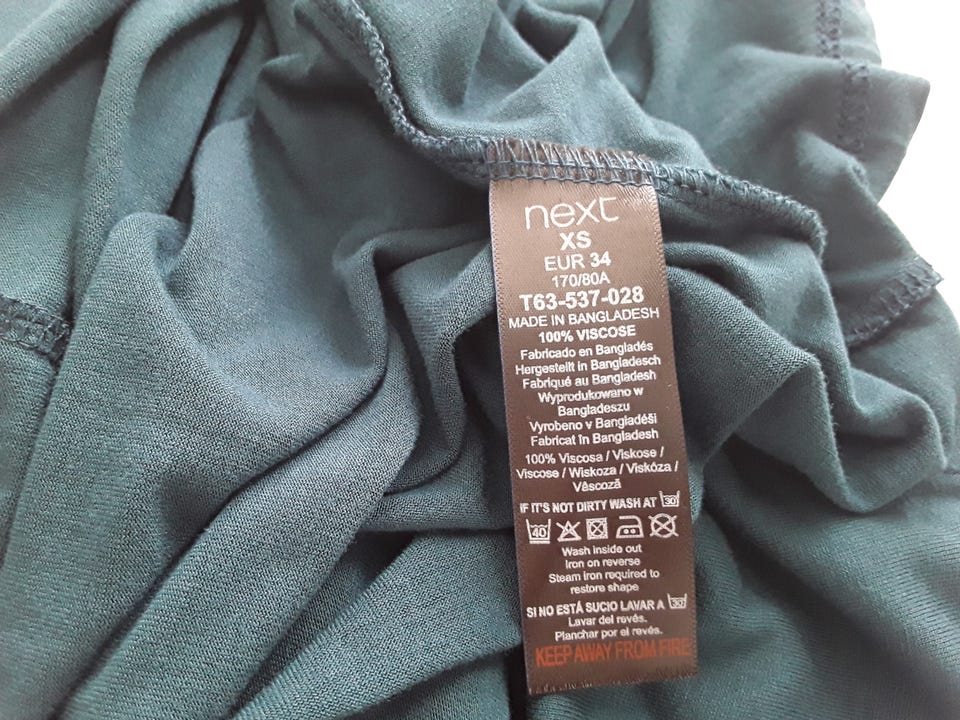 next
XS
EUR 34
170/80A
T63-537-028
MADE IN BANGLADESH
100% VISCOSE
Fabricado en Bangladés
Hergestellt in Bangladesch
Fabriqué au Bangladesh
Wyprodukowano w
Bangladeszu
Vyrobeno v Bangladéši
Fabricat în Bangladesh
100% Viscosa / Viskose /
Viscose / Wiskoza / Viskóza /
Vâscoză
IF IT'S NOT DIRTY WASH AT 30
40
Wash inside out
Iron on reverse
Steam iron required to
restore shape
SI NO ESTÁ SUCIO LAVAR A 30
Lavar del revés.
Planchar por el revés.
KEEP AWAY FROM FIRE